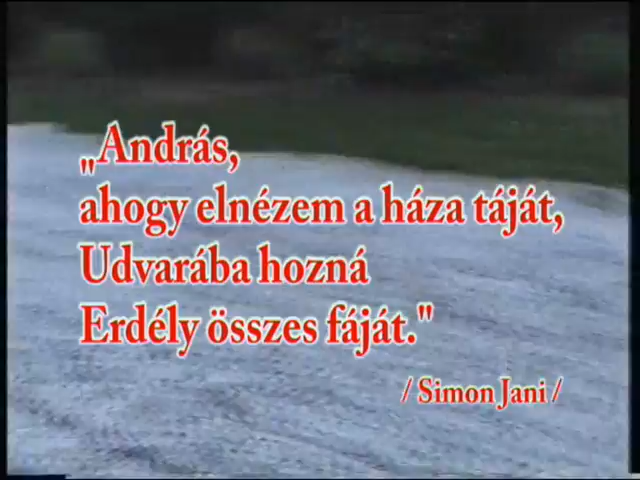 „András,
ahogy elnézem a háza táját,
Udvarába hozná
Erdély összes fáját."
/ Simon Jani /